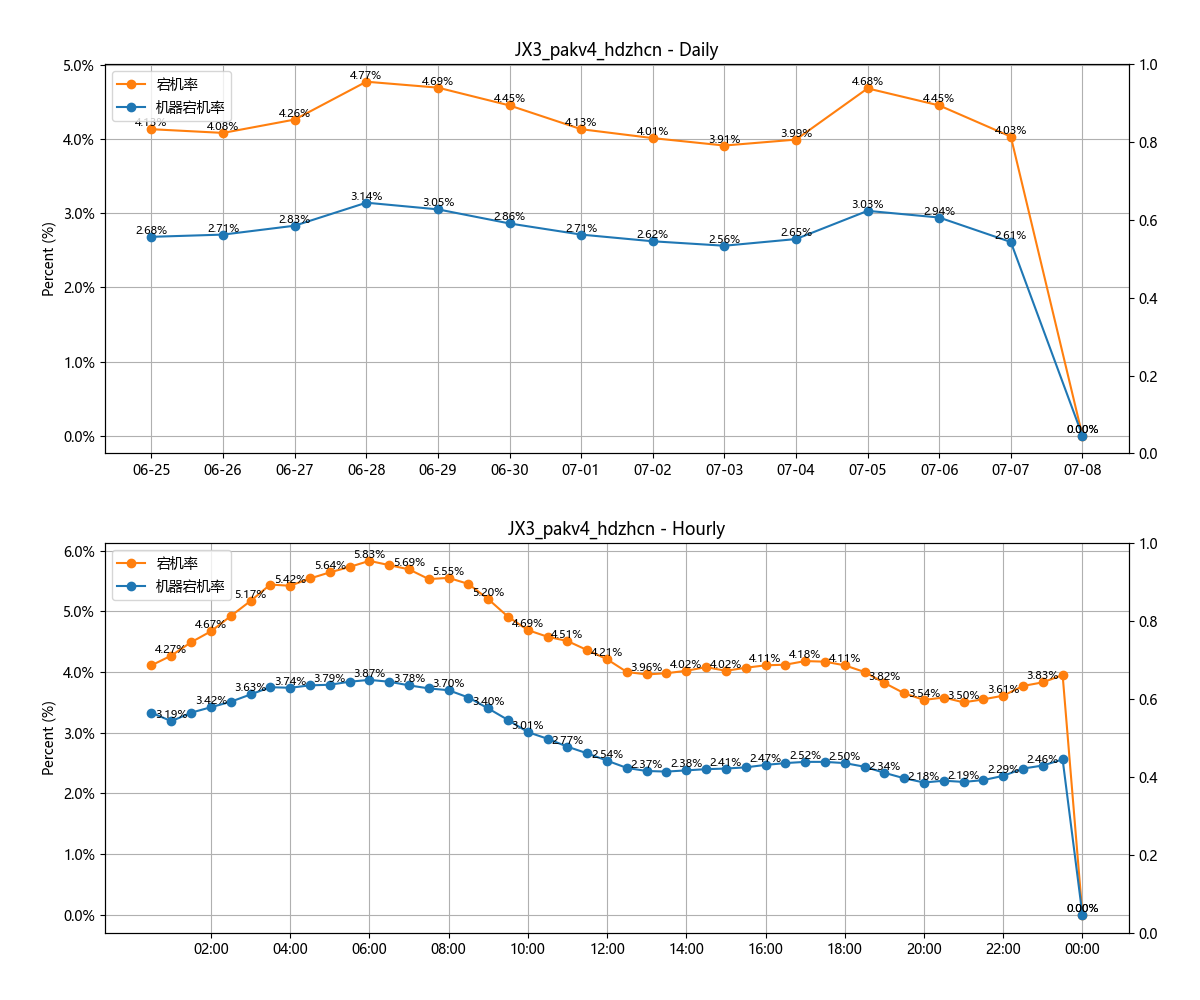 JX3_pakv4_hdzhcn - Daily
宕机率
机器宕机率
Percent (%)
5.0%
4.0%
3.0%
2.0%
1.0%
0.0%
1.0
0.8
0.6
0.4
0.2
0.0
4.13% 4.08% 4.26% 4.77% 4.69% 4.45% 4.13% 4.01% 3.91% 3.99% 4.68% 4.45% 4.03% 0.00%
2.68% 2.71% 2.83% 3.14% 3.05% 2.86% 2.71% 2.62% 2.56% 2.65% 3.03% 2.94% 2.61% 0.00%
06-25 06-26 06-27 06-28 06-29 06-30 07-01 07-02 07-03 07-04 07-05 07-06 07-07 07-08
JX3_pakv4_hdzhcn - Hourly
宕机率
机器宕机率
Percent (%)
6.0%
5.0%
4.0%
3.0%
2.0%
1.0%
0.0%
1.0
0.8
0.6
0.4
0.2
0.0
4.27% 4.67% 5.17% 5.42% 5.64% 5.83% 5.69% 5.55% 5.20% 4.69% 4.51% 4.21% 3.96% 4.02% 4.02% 4.11% 4.18% 4.11% 3.82% 3.54% 3.50% 3.61% 3.83% 0.00%
3.19% 3.42% 3.63% 3.74% 3.79% 3.87% 3.78% 3.70% 3.40% 3.01% 2.77% 2.54% 2.37% 2.38% 2.41% 2.47% 2.52% 2.50% 2.34% 2.18% 2.19% 2.29% 2.46% 0.00%
02:00 04:00 06:00 08:00 10:00 12:00 14:00 16:00 18:00 20:00 22:00 00:00